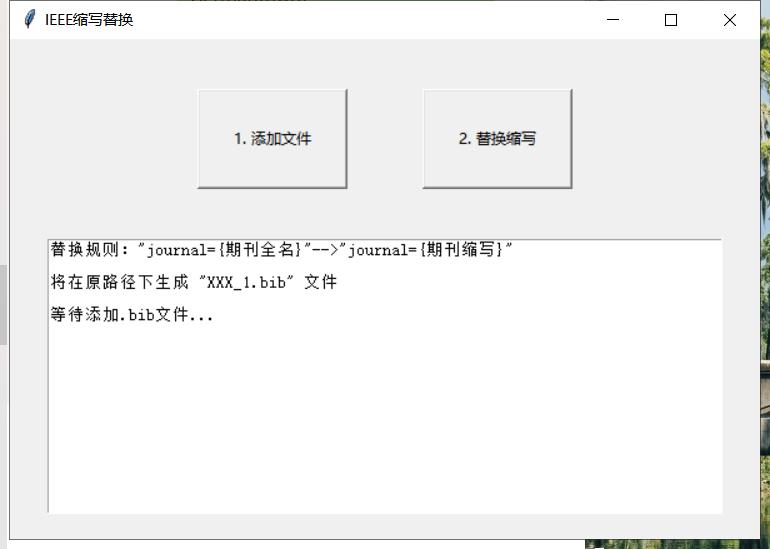 IEEE缩写替换
1. 添加文件
2. 替换缩写
替换规则："journal={期刊全名}"-->"journal={期刊缩写}"
将在原路径下生成 "XXX_1.bib" 文件
等待添加.bib文件...